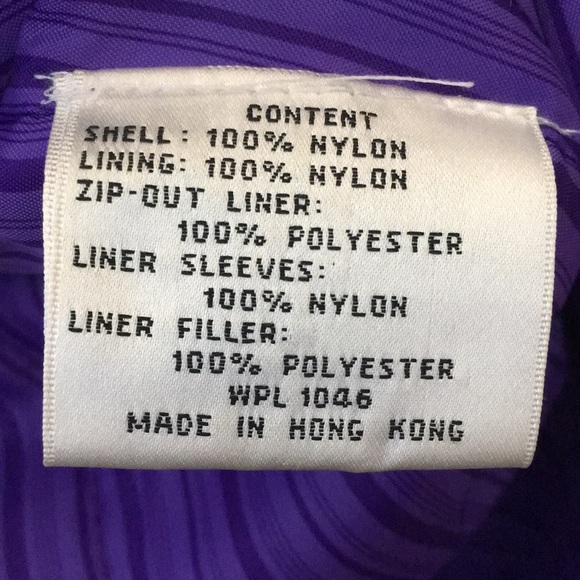 CONTENT
SHELL: 100% NYLON
LINING: 100% NYLON
ZIP-OUT LINER:
100% POLYESTER
LINER SLEEVES:
100% NYLON
LINER FILLER:
100% POLYESTER
WPL 1046
MADE IN HONG KONG